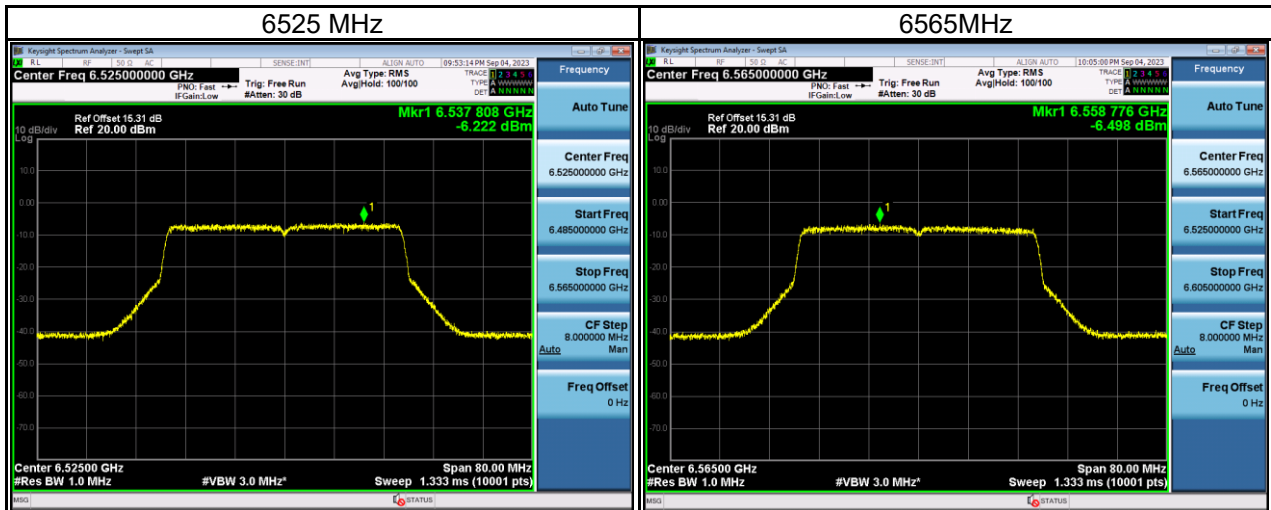 6525 MHz
6565MHz
Keysight Spectrum Analyzer - Swept SA
RL RF 50 Ω AC SENSE:INT ALIGN AUTO 09:53:14 PM Sep 04, 2023
Center Freq 6.525000000 GHz
PNO: Fast Trig: Free Run
IFGain:Low #Atten: 30 dB
Avg Type: RMS
Avg|Hold: 100/100
TRACE 1 2 3 4 5 6
TYPE A WWWWW
DET A NNNNN
Ref Offset 15.31 dB
10 dB/div Ref 20.00 dBm
Log
Mkr1 6.537 808 GHz
-6.222 dBm
10.0
0.00
-10.0
-20.0
-30.0
-40.0
-50.0
-60.0
-70.0
1
Center 6.52500 GHz Span 80.00 MHz
#Res BW 1.0 MHz #VBW 3.0 MHz* Sweep 1.333 ms (10001 pts)
MSG STATUS
Frequency
Auto Tune
Center Freq
6.525000000 GHz
Start Freq
6.485000000 GHz
Stop Freq
6.565000000 GHz
CF Step
8.000000 MHz
Auto Man
Freq Offset
0 Hz
Keysight Spectrum Analyzer - Swept SA
RL RF 50 Ω AC SENSE:INT ALIGN AUTO 10:05:00 PM Sep 04, 2023
Center Freq 6.565000000 GHz
PNO: Fast Trig: Free Run
IFGain:Low #Atten: 30 dB
Avg Type: RMS
Avg|Hold: 100/100
TRACE 1 2 3 4 5 6
TYPE A WWWWW
DET A NNNNN
Ref Offset 15.31 dB
10 dB/div Ref 20.00 dBm
Log
Mkr1 6.558 776 GHz
-6.498 dBm
10.0
0.00
-10.0
-20.0
-30.0
-40.0
-50.0
-60.0
-70.0
1
Center 6.56500 GHz Span 80.00 MHz
#Res BW 1.0 MHz #VBW 3.0 MHz* Sweep 1.333 ms (10001 pts)
MSG STATUS
Frequency
Auto Tune
Center Freq
6.565000000 GHz
Start Freq
6.525000000 GHz
Stop Freq
6.605000000 GHz
CF Step
8.000000 MHz
Auto Man
Freq Offset
0 Hz